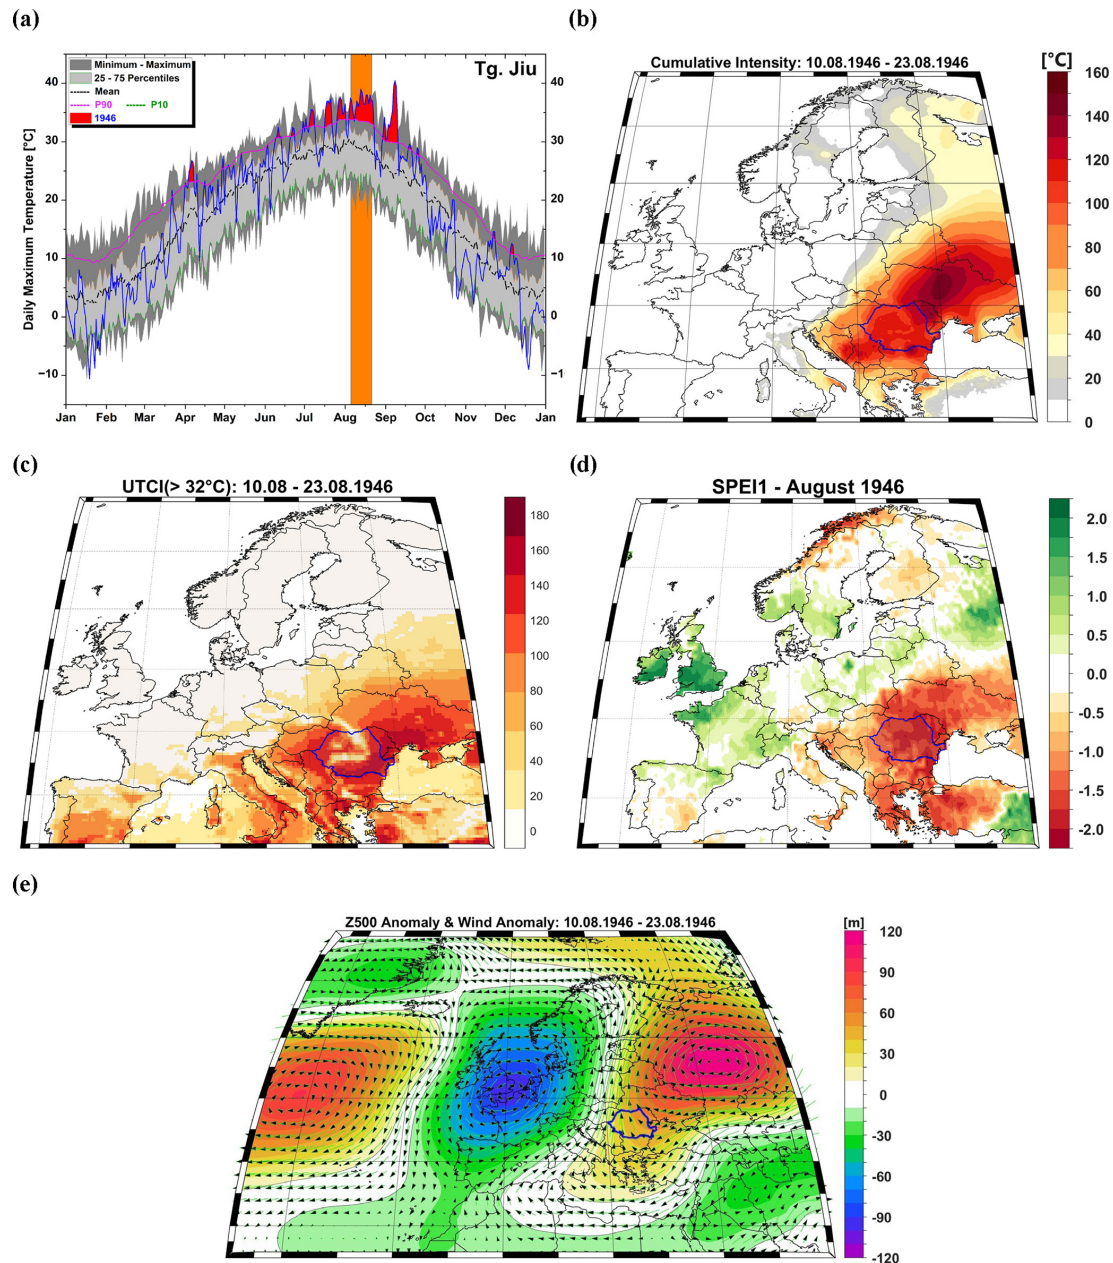 (a)
Minimum - Maximum
25 - 75 Percentiles
Mean
P90 P10
1946
Tg. Jiu
Daily Maximum Temperature [°C]
40
30
20
10
0
−10
40
30
20
10
0
−1
Jan Feb Mar Apr May Jun Jul Aug Sep Oct Nov Dec Jan
(b)
Cumulative Intensity: 10.08.1946 - 23.08.1946
[°C]
160
140
120
100
80
60
40
20
0
(c)
UTCI(> 32°C): 10.08 - 23.08.1946
180
160
140
120
100
80
60
40
20
0
(d)
SPEI1 - August 1946
2.0
1.5
1.0
0.5
0.0
-0.5
-1.0
-1.5
-2.0
(e)
Z500 Anomaly & Wind Anomaly: 10.08.1946 - 23.08.1946
[m]
120
90
60
30
0
-30
-60
-90
-120